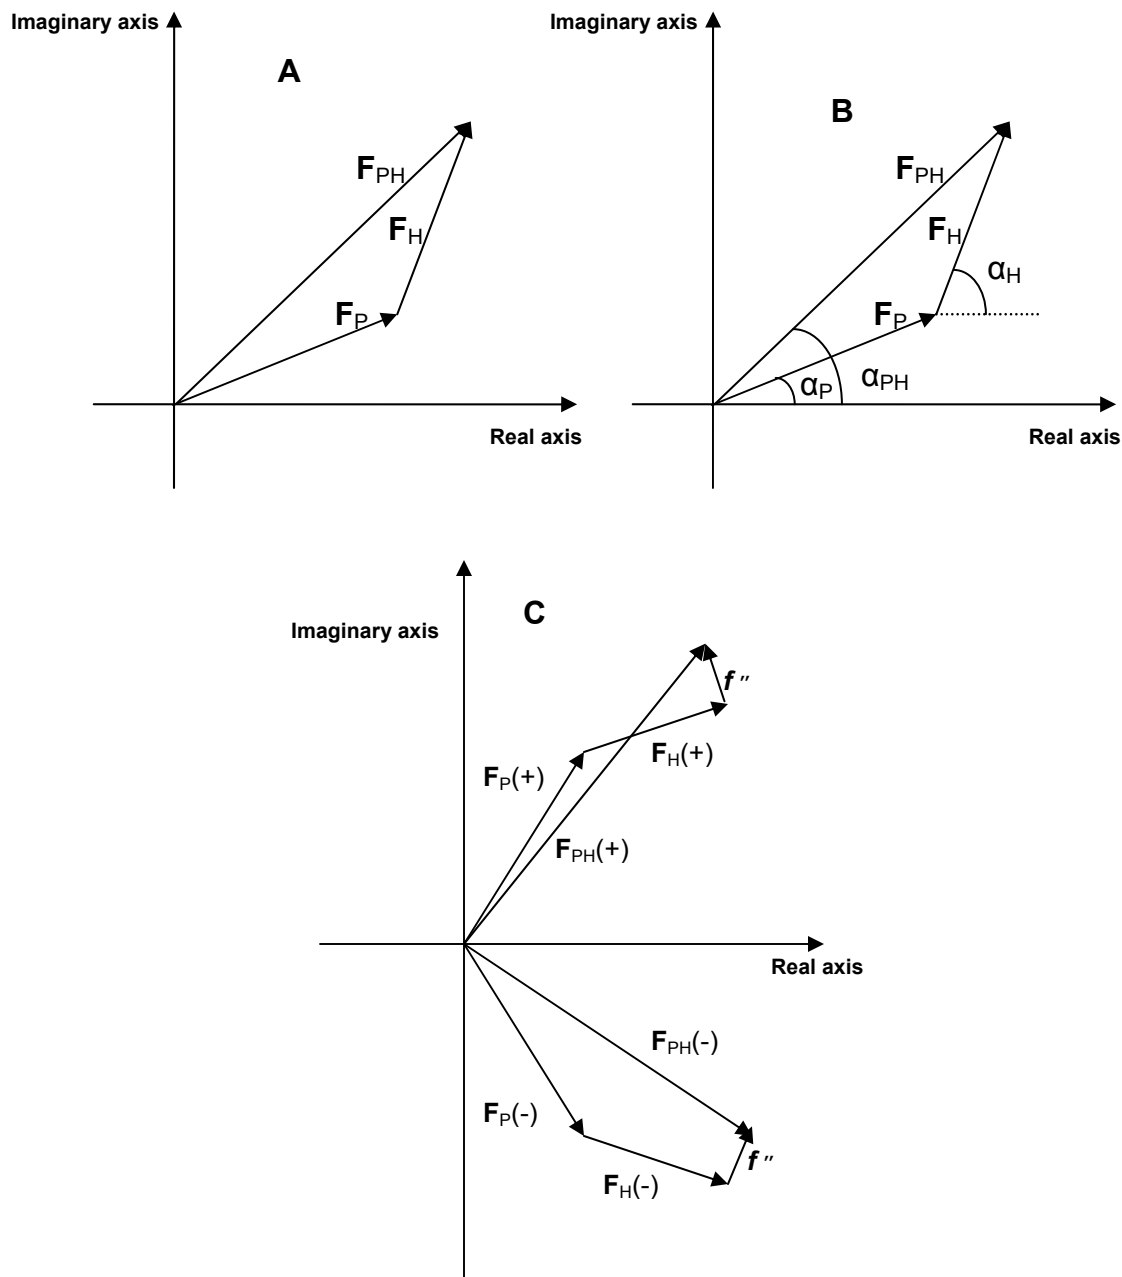 Imaginary axis
A
F_PH
F_H
F_P
Real axis
Imaginary axis
B
F_PH
F_H
α_H
F_P
α_P
α_PH
Real axis
C
Imaginary axis
f ″
F_H(+)
F_P(+)
F_PH(+)
Real axis
F_PH(-)
F_P(-)
f ″
F_H(-)